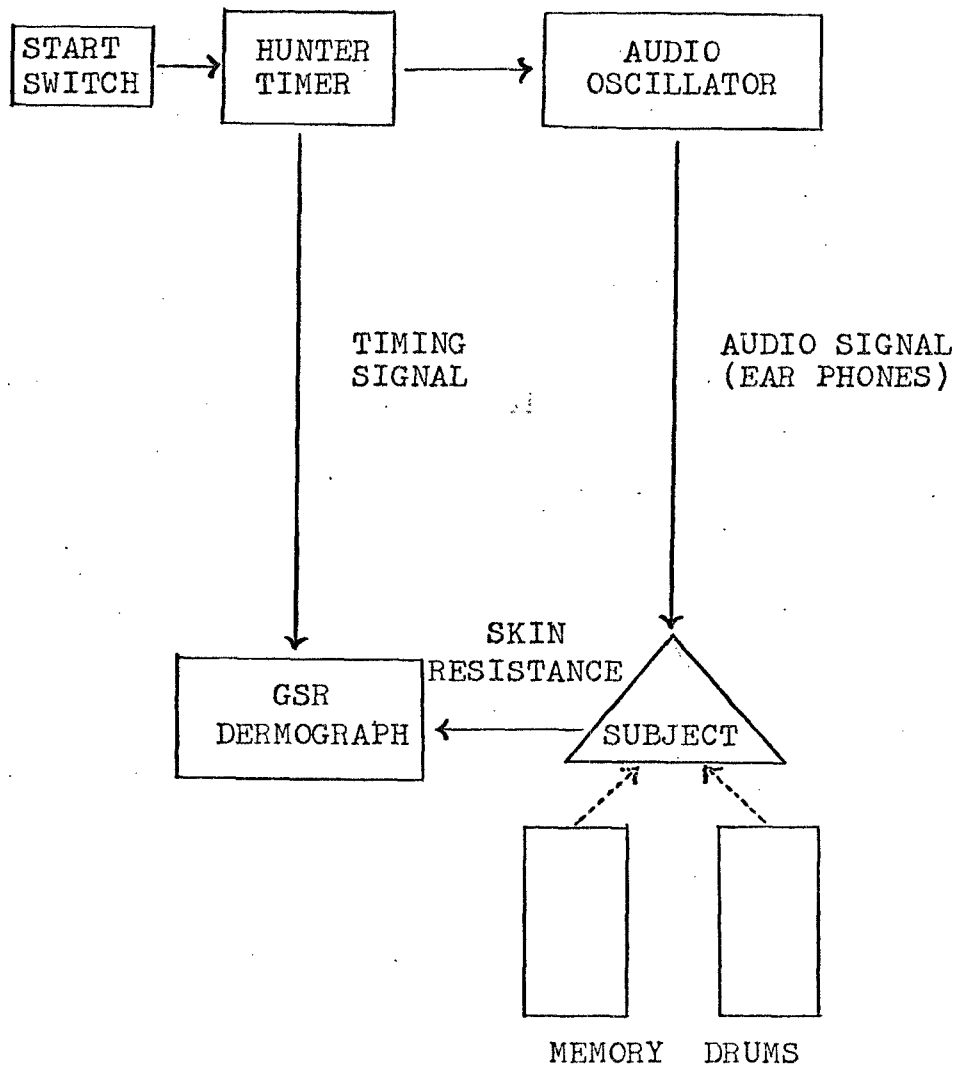 START
SWITCH
HUNTER
TIMER
AUDIO
OSCILLATOR
TIMING
SIGNAL
AUDIO SIGNAL
(EAR PHONES)
SKIN
RESISTANCE
GSR
DERMOGRAPH
SUBJECT
MEMORY DRUMS